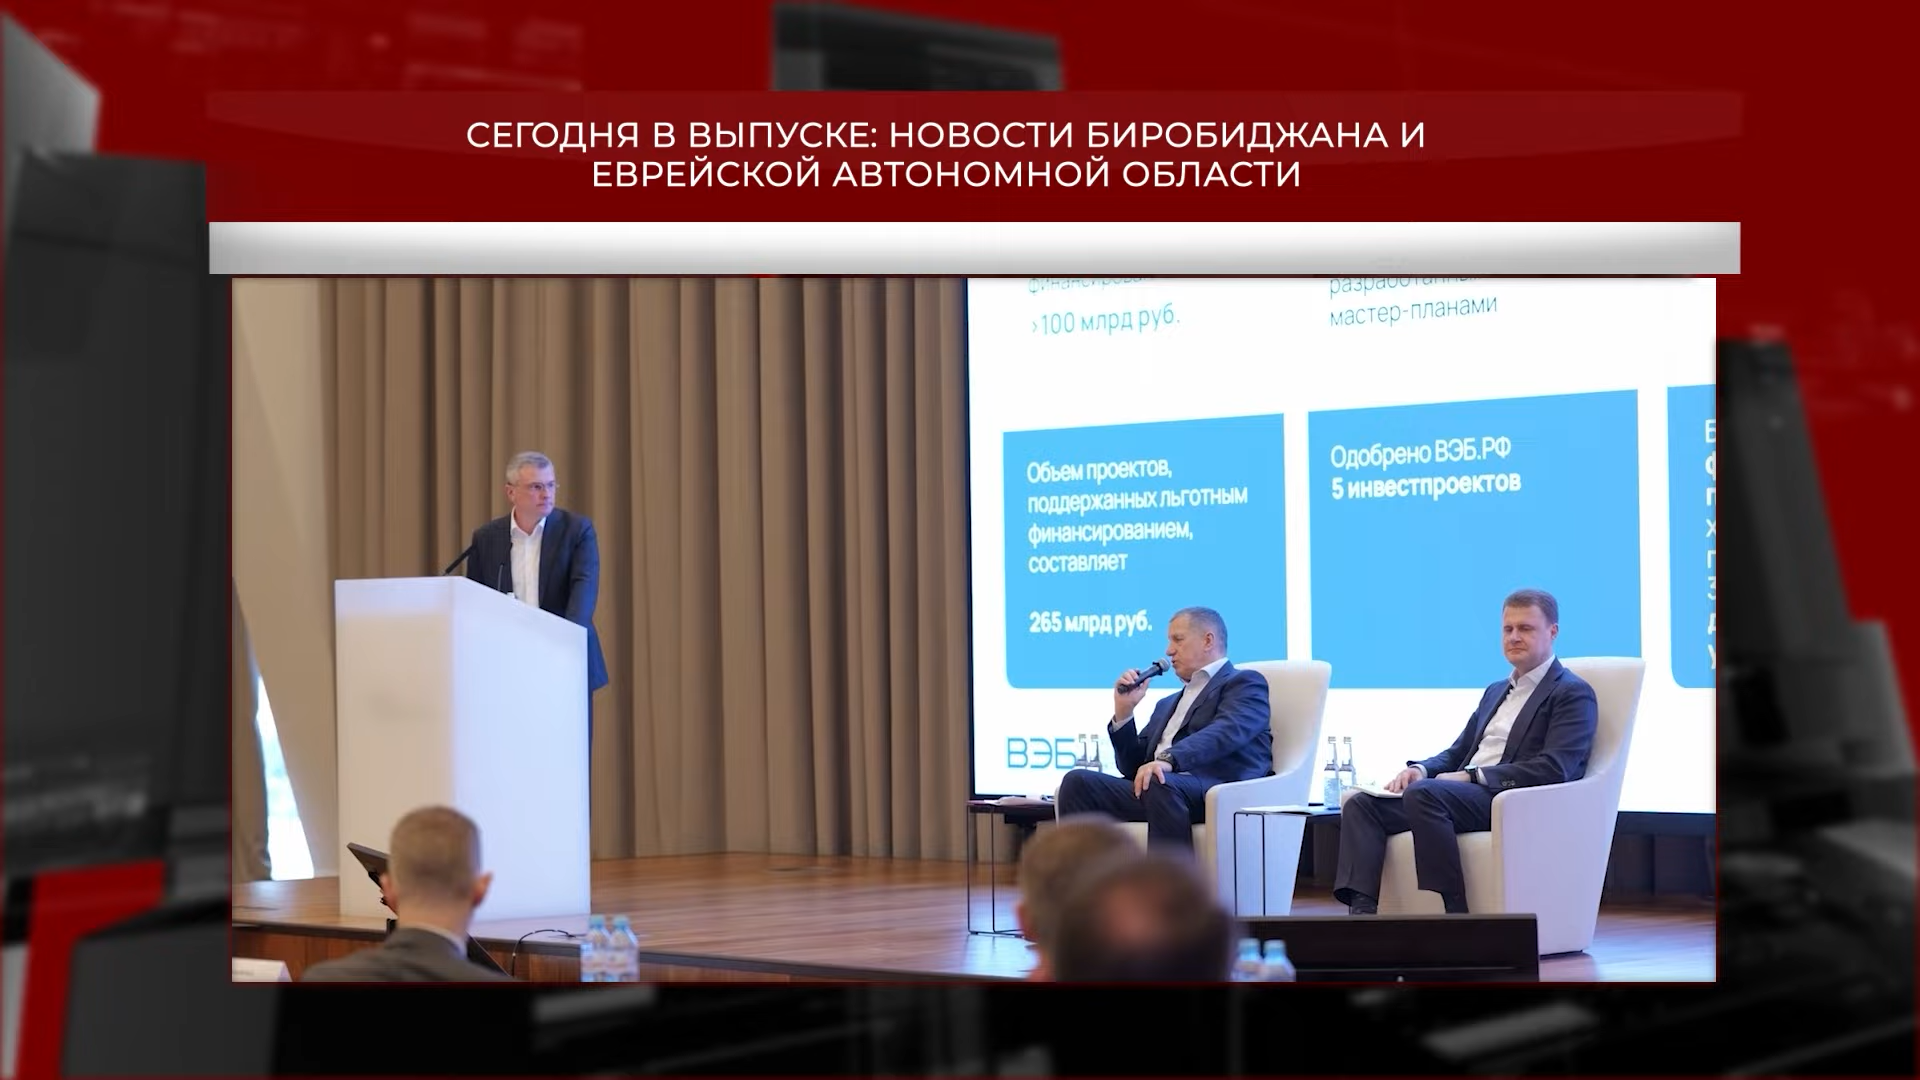 СЕГОДНЯ В ВЫПУСКЕ: НОВОСТИ БИРОБИДЖАНА И
ЕВРЕЙСКОЙ АВТОНОМНОЙ ОБЛАСТИ
>100 млрд руб.
мастер-планами
Объем проектов,
поддержанных льготным
финансированием,
составляет
265 млрд руб.
Одобрено ВЭБ.РФ
5 инвестпроектов
ВЭБ